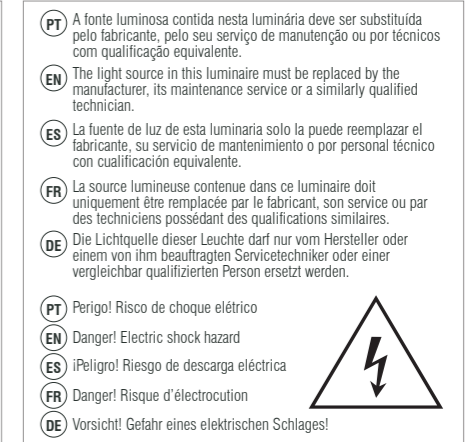 PT A fonte luminosa contida nesta luminária deve ser substituída
pelo fabricante, pelo seu serviço de manutenção ou por técnicos
com qualificação equivalente.
EN The light source in this luminaire must be replaced by the
manufacturer, its maintenance service or a similarly qualified
technician.
ES La fuente de luz de esta luminaria solo la puede reemplazar el
fabricante, su servicio de mantenimiento o por personal técnico
con cualificación equivalente.
FR La source lumineuse contenue dans ce luminaire doit
uniquement être remplacée par le fabricant, son service ou par
des techniciens possédant des qualifications similaires.
DE Die Lichtquelle dieser Leuchte darf nur vom Hersteller oder
einem von ihm beauftragten Servicetechniker oder einer
vergleichbar qualifizierten Person ersetzt werden.
PT Perigo! Risco de choque elétrico
EN Danger! Electric shock hazard
ES iPeligro! Riesgo de descarga eléctrica
FR Danger! Risque d'électrocution
DE Vorsicht! Gefahr eines elektrischen Schlages!